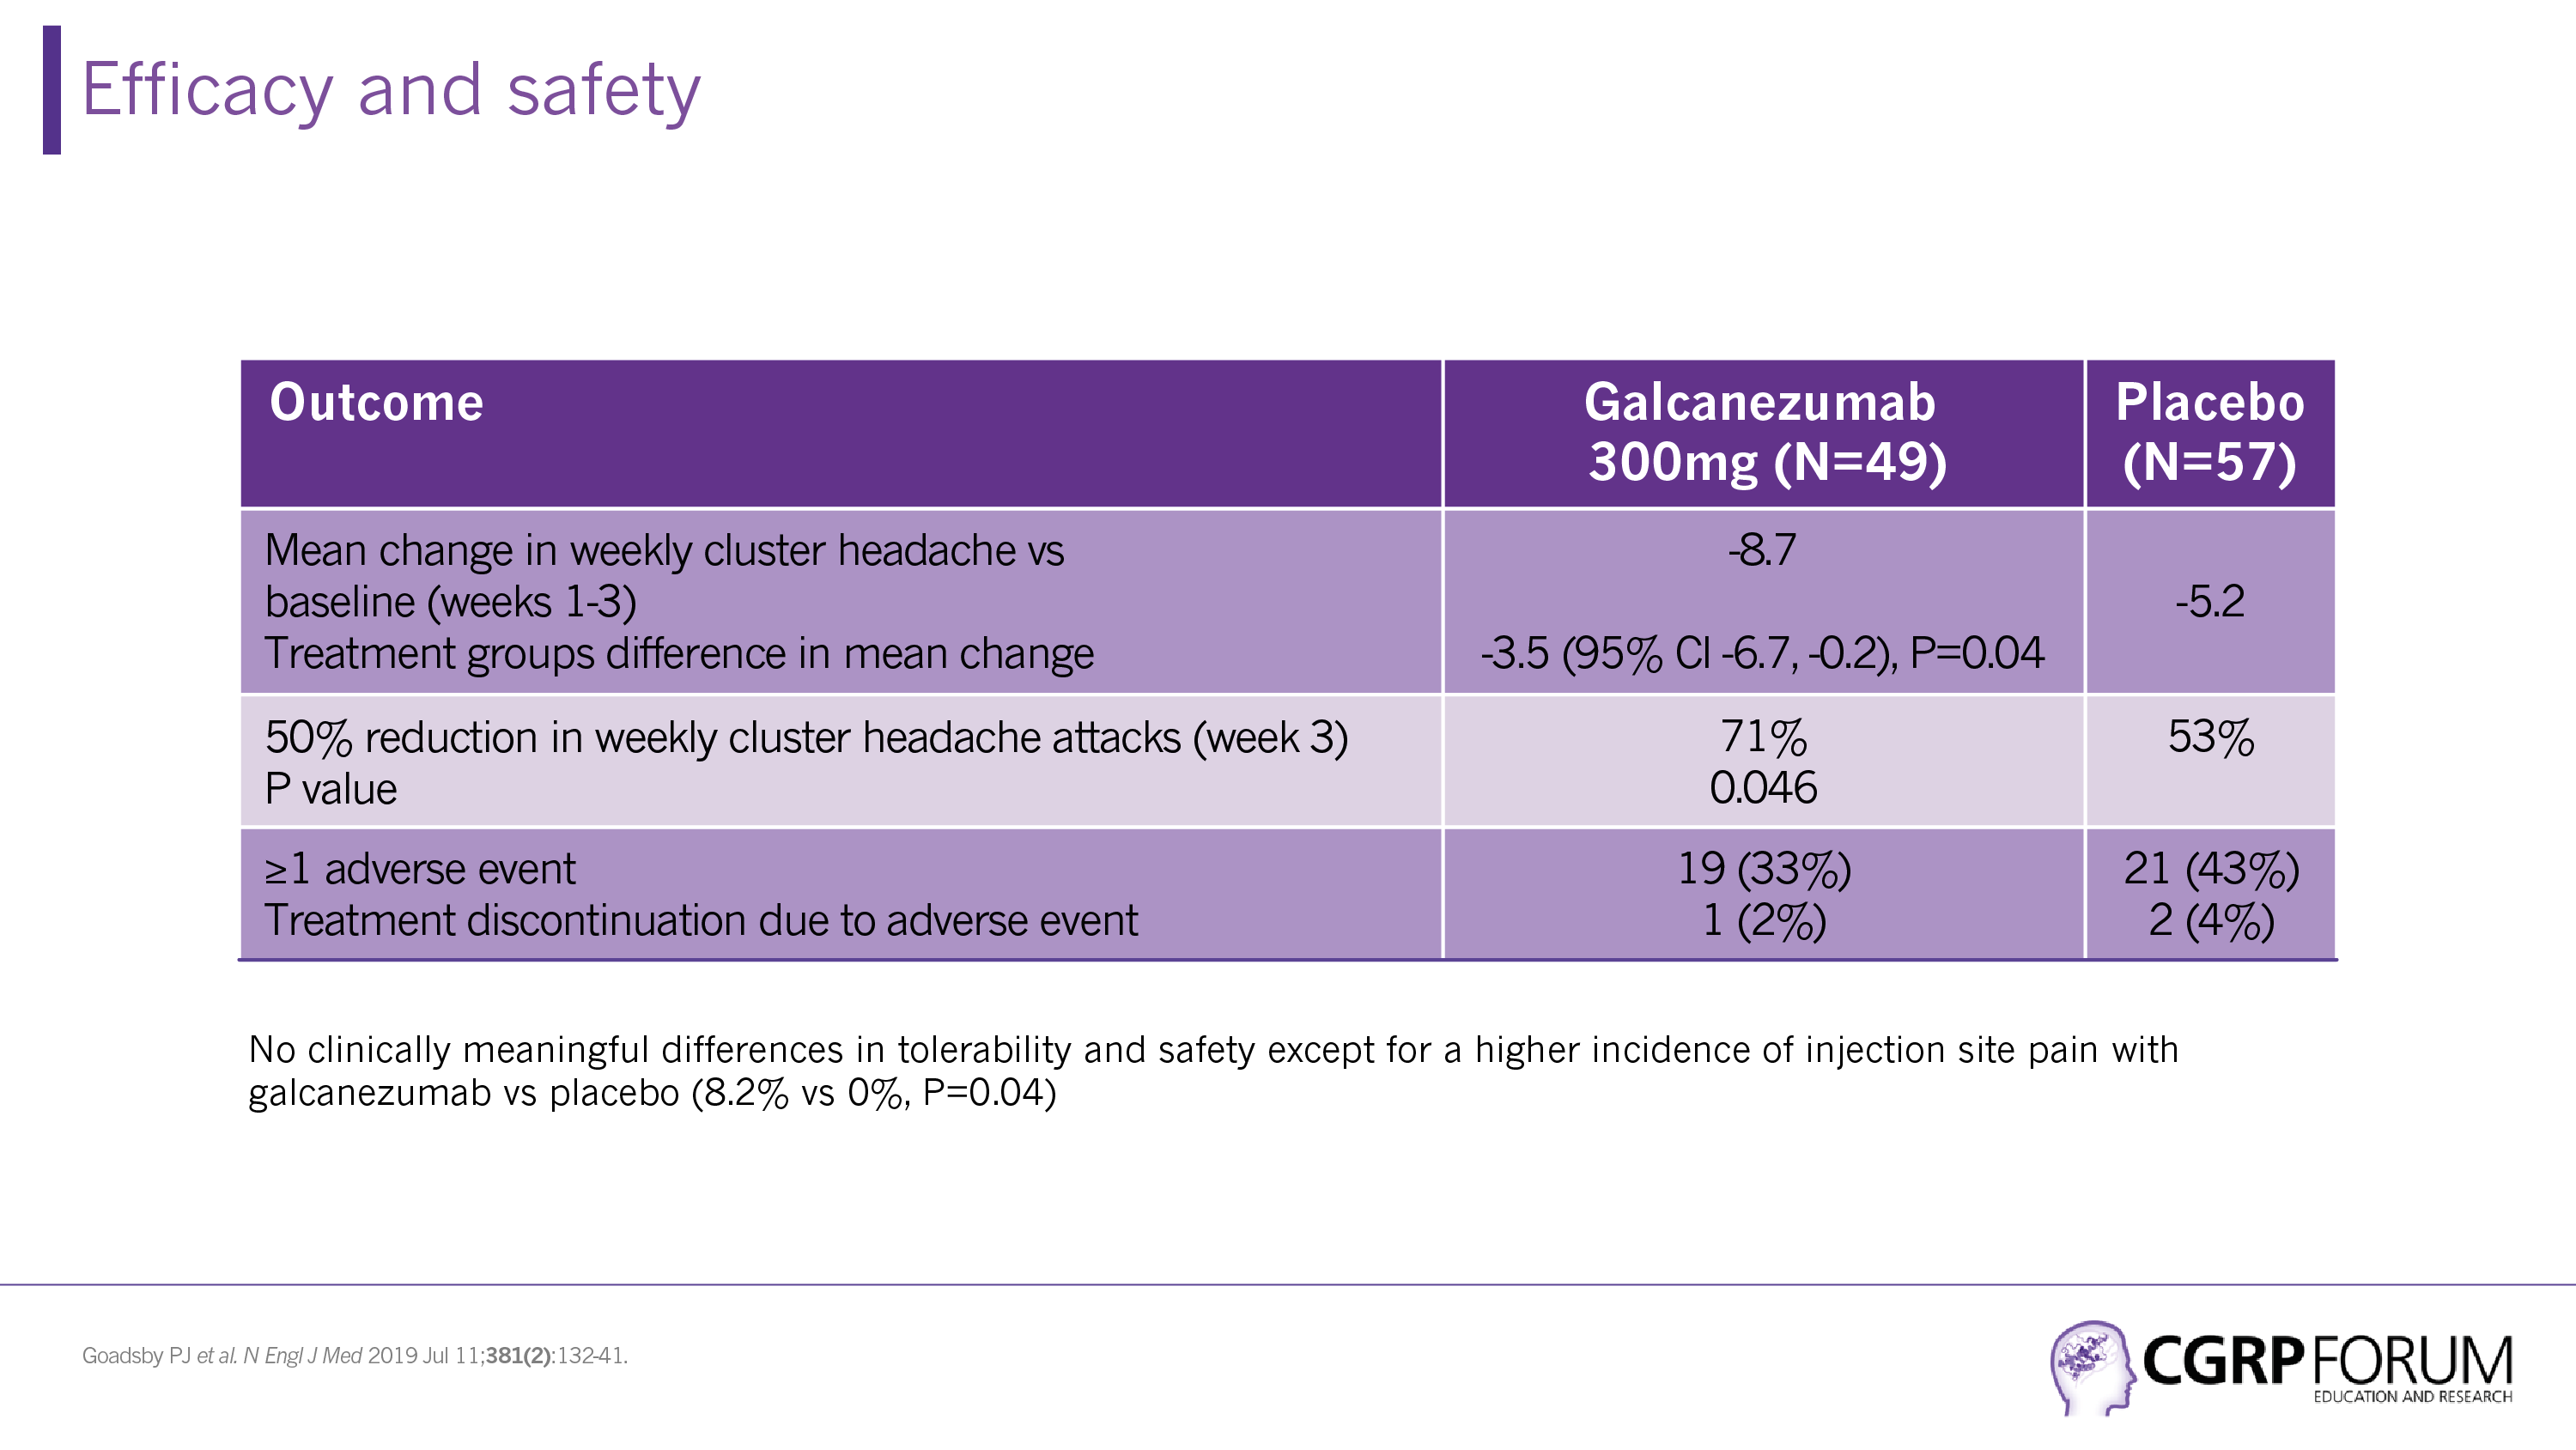 Efficacy and safety
Outcome
Galcanezumab
300mg (N=49)
Placebo
(N=57)
Mean change in weekly cluster headache vs
baseline (weeks 1-3)
Treatment groups difference in mean change
-8.7
-3.5 (95% CI -6.7, -0.2), P=0.04
-5.2
50% reduction in weekly cluster headache attacks (week 3)
P value
71%
0.046
53%
≥1 adverse event
Treatment discontinuation due to adverse event
19 (33%)
1 (2%)
21 (43%)
2 (4%)
No clinically meaningful differences in tolerability and safety except for a higher incidence of injection site pain with
galcanezumab vs placebo (8.2% vs 0%, P=0.04)
Goadsby PJ et al. N Engl J Med 2019 Jul 11;381(2):132-41.
CGRP FORUM
EDUCATION AND RESEARCH